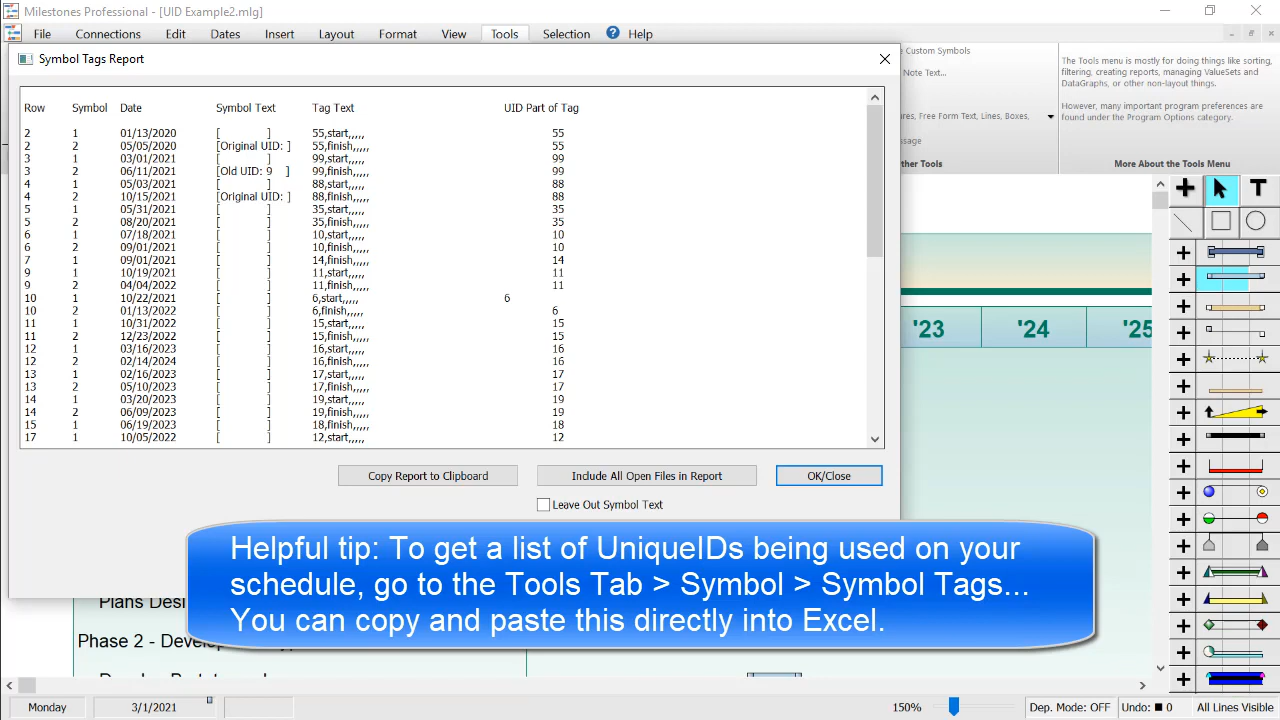 Milestones Professional - [UID Example2.mlg]
File Connections Edit Dates Insert Layout Format View Tools Selection ? Help
Symbol Tags Report
Custom Symbols
Note Text...
Free Form Text, Lines, Boxes,
ther Tools
The Tools menu is mostly for doing things like sorting,
filtering, creating reports, managing ValueSets and
DataGraphs, or other non-layout things.
However, many important program preferences are
found under the Program Options category.
More About the Tools Menu
Row Symbol Date Symbol Text Tag Text UID Part of Tag
2 1 01/13/2020 [ ] 55,start,,,,, 55
2 2 05/05/2020 [Original UID: ] 55,finish,,,,, 55
3 1 03/01/2021 [ ] 99,start,,,,, 99
3 2 06/11/2021 [Old UID: 9 ] 99,finish,,,,, 99
4 1 05/03/2021 [ ] 88,start,,,,, 88
4 2 10/15/2021 [Original UID: ] 88,finish,,,,, 88
5 1 05/31/2021 [ ] 35,start,,,,, 35
5 2 08/20/2021 [ ] 35,finish,,,,, 35
6 1 07/18/2021 [ ] 10,start,,,,, 10
6 2 09/01/2021 [ ] 10,finish,,,,, 10
7 1 09/01/2021 [ ] 14,finish,,,,, 14
9 1 10/19/2021 [ ] 11,start,,,,, 11
9 2 04/04/2022 [ ] 11,finish,,,,, 11
10 1 10/22/2021 [ ] 6,start,,,,, 6
10 2 01/13/2022 [ ] 6,finish,,,,, 6
11 1 10/31/2022 [ ] 15,start,,,,, 15
11 2 12/23/2022 [ ] 15,finish,,,,, 15
12 1 03/16/2023 [ ] 16,start,,,,, 16
12 2 02/14/2024 [ ] 16,finish,,,,, 16
13 1 02/16/2023 [ ] 17,start,,,,, 17
13 2 05/10/2023 [ ] 17,finish,,,,, 17
14 1 03/20/2023 [ ] 19,start,,,,, 19
14 2 06/09/2023 [ ] 19,finish,,,,, 19
15 1 06/19/2023 [ ] 18,finish,,,,, 18
17 1 10/05/2022 [ ] 12,start,,,,, 12
Copy Report to Clipboard Include All Open Files in Report OK/Close
Leave Out Symbol Text
'23 '24 '25
Helpful tip: To get a list of UniqueIDs being used on your
schedule, go to the Tools Tab > Symbol > Symbol Tags...
You can copy and paste this directly into Excel.
Plans Desi
Phase 2 - Develop
Monday 3/1/2021 150% Dep. Mode: OFF Undo: 0 All Lines Visible